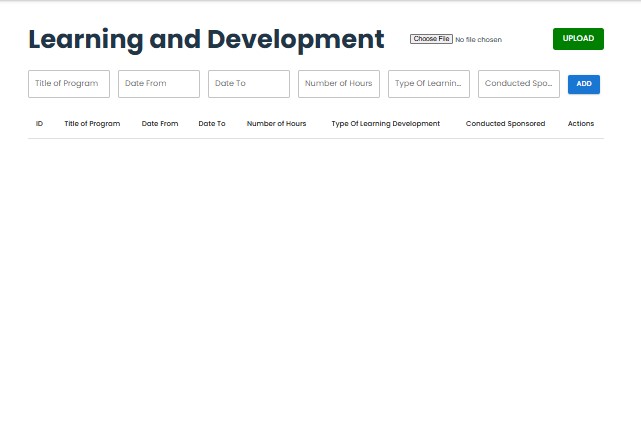 Learning and Development Choose File No file chosen UPLOAD
Title of Program Date From Date To Number of Hours Type Of Learnin... Conducted Spo... ADD
ID Title of Program Date From Date To Number of Hours Type Of Learning Development Conducted Sponsored Actions